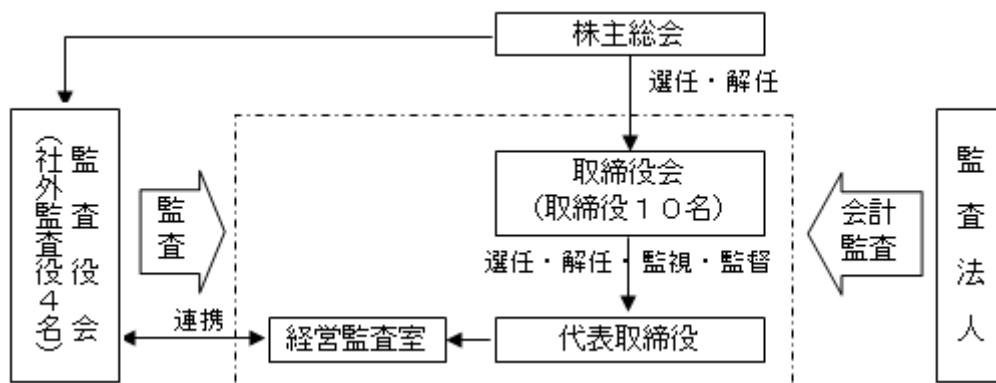 株主総会
選任・解任
監査役会
（社外監査役４名）
監査
取締役会
（取締役１０名）
会計
監査
監査法人
選任・解任・監視・監督
連携
経営監査室
代表取締役